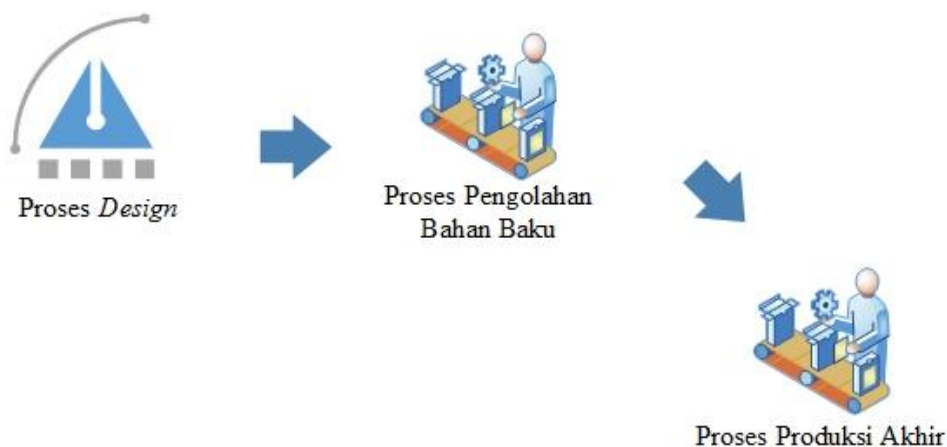 Proses Design
Proses Pengolahan
Bahan Baku
Proses Produksi Akhir